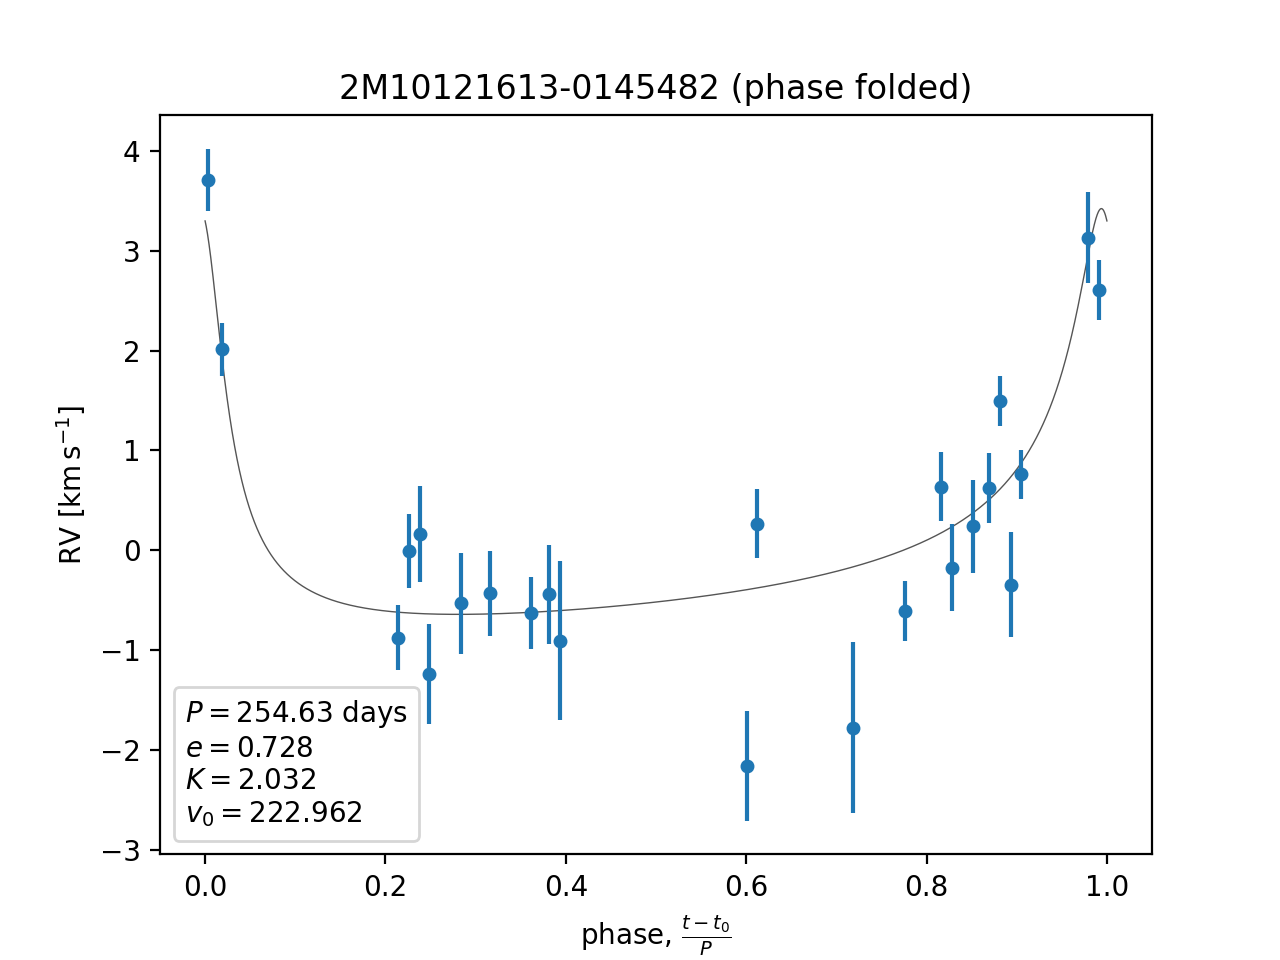 2M10121613-0145482 (phase folded)
RV [km s⁻¹]
4
3
2
1
0
−1
−2
−3
P = 254.63 days
e = 0.728
K = 2.032
v₀ = 222.962
0.0 0.2 0.4 0.6 0.8 1.0
phase, (t − t₀)/P